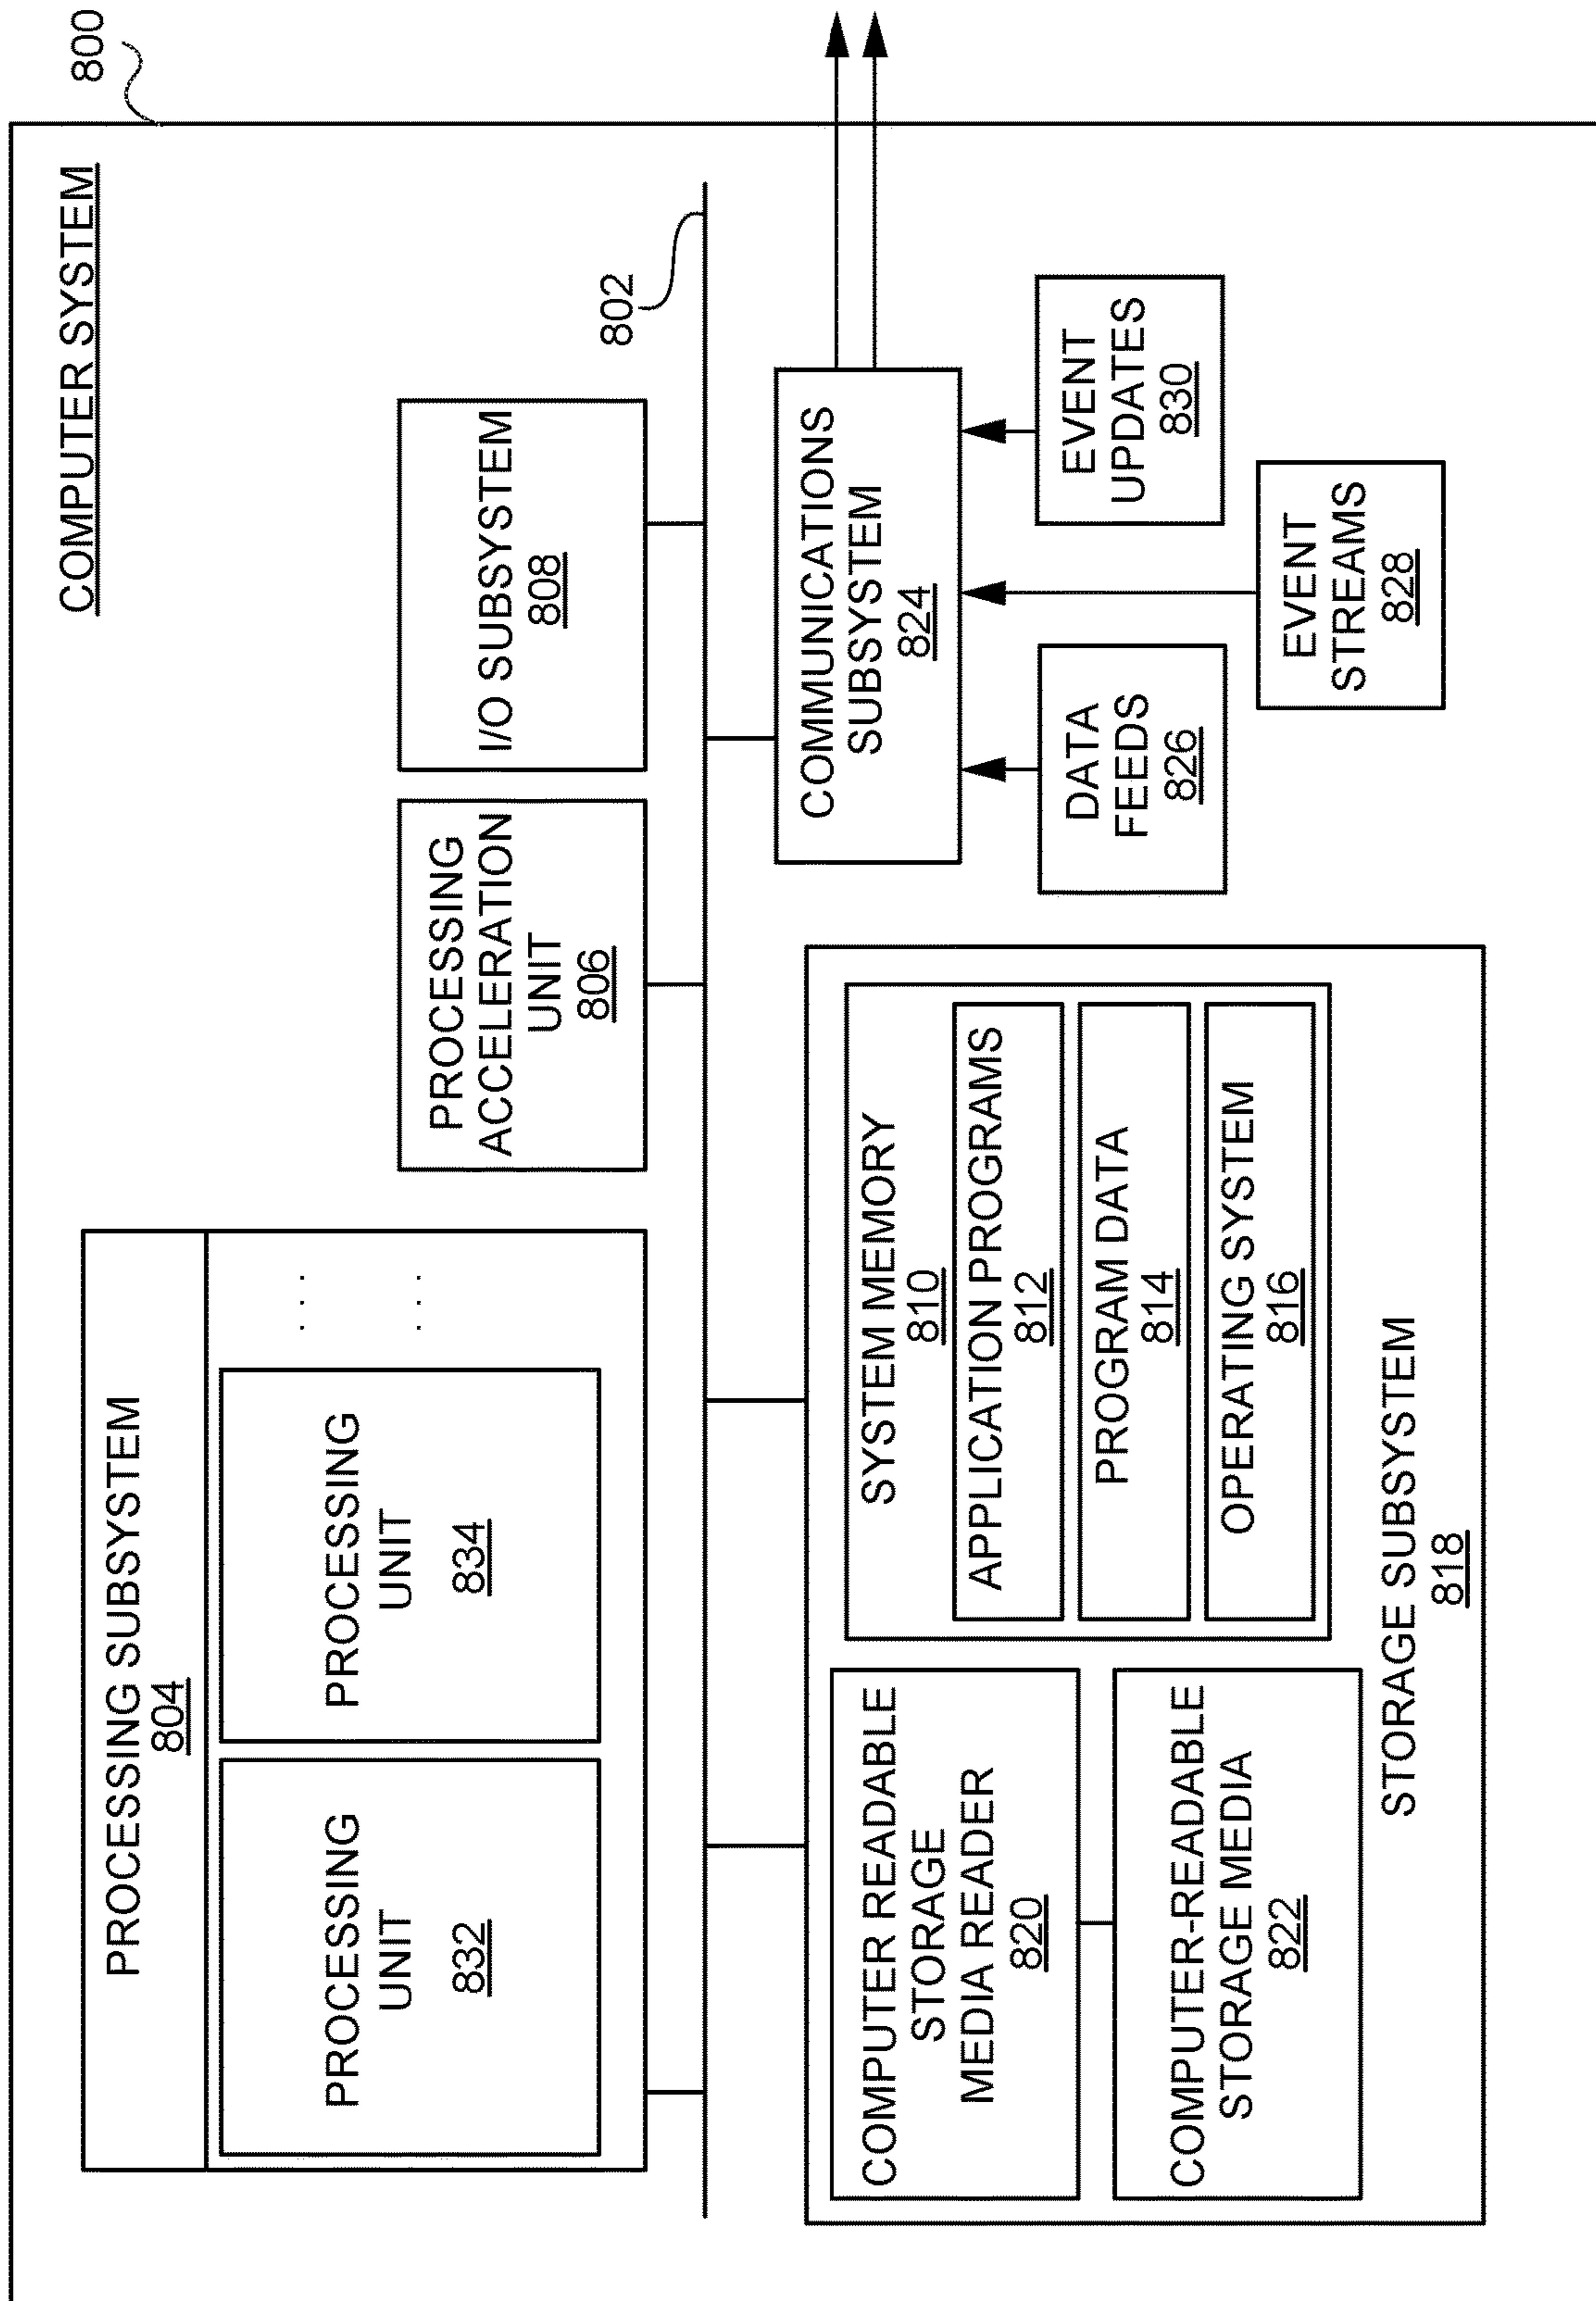 800
COMPUTER SYSTEM
PROCESSING SUBSYSTEM
804
PROCESSING
UNIT
832
PROCESSING
UNIT
834
. . .
. . .
PROCESSING
ACCELERATION
UNIT
806
I/O SUBSYSTEM
808
802
COMPUTER READABLE
STORAGE
MEDIA READER
820
COMPUTER-READABLE
STORAGE MEDIA
822
SYSTEM MEMORY
810
APPLICATION PROGRAMS
812
PROGRAM DATA
814
OPERATING SYSTEM
816
STORAGE SUBSYSTEM
818
COMMUNICATIONS
SUBSYSTEM
824
DATA
FEEDS
826
EVENT
STREAMS
828
EVENT
UPDATES
830